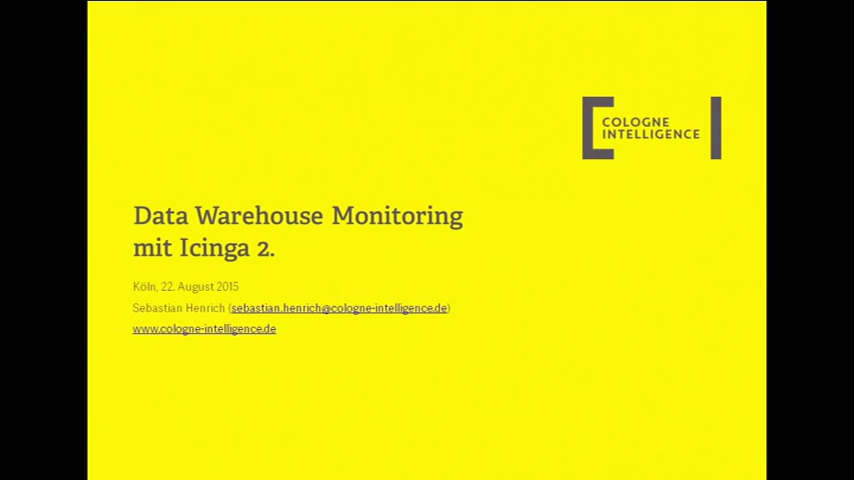 COLOGNE
INTELLIGENCE
Data Warehouse Monitoring
mit Icinga 2.
Köln, 22. August 2015
Sebastian Henrich (sebastian.henrich@cologne-intelligence.de)
www.cologne-intelligence.de